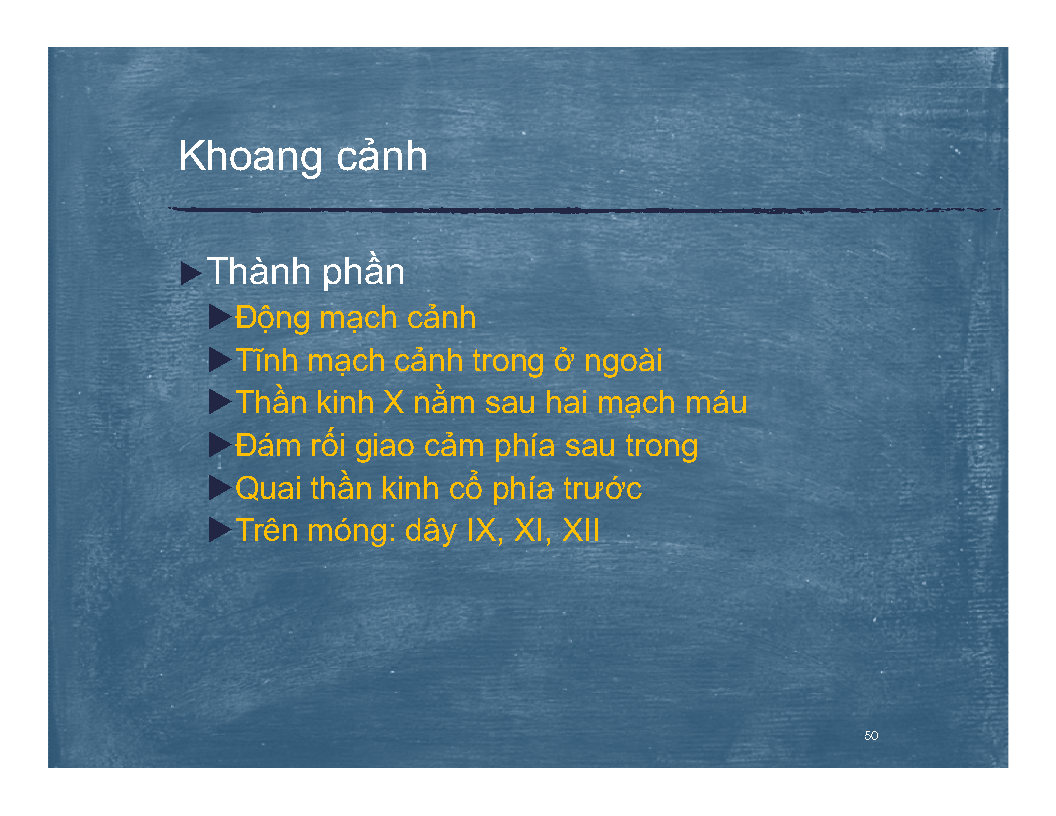 Khoang cảnh
Thành phần
Động mạch cảnh
Tĩnh mạch cảnh trong ở ngoài
Thần kinh X nằm sau hai mạch máu
Đám rối giao cảm phía sau trong
Quai thần kinh cổ phía trước
Trên móng: dây IX, XI, XII
50